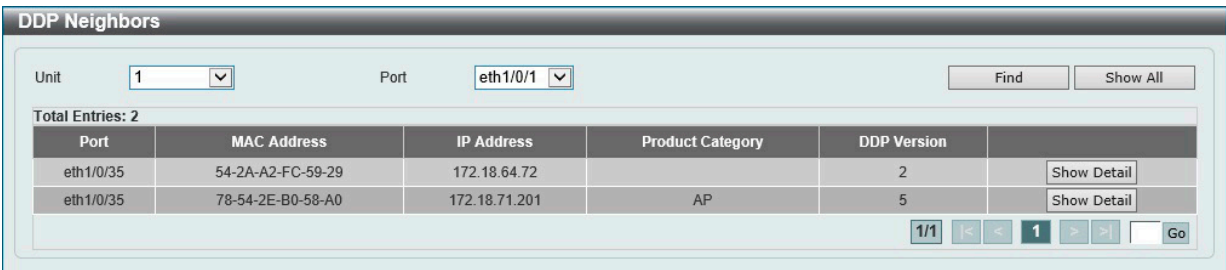 DDP Neighbors
Unit 1 Port eth1/0/1 Find Show All
Total Entries: 2
Port MAC Address IP Address Product Category DDP Version
eth1/0/35 54-2A-A2-FC-59-29 172.18.64.72 2 Show Detail
eth1/0/35 78-54-2E-B0-58-A0 172.18.71.201 AP 5 Show Detail
1/1 |< < 1 > >| Go